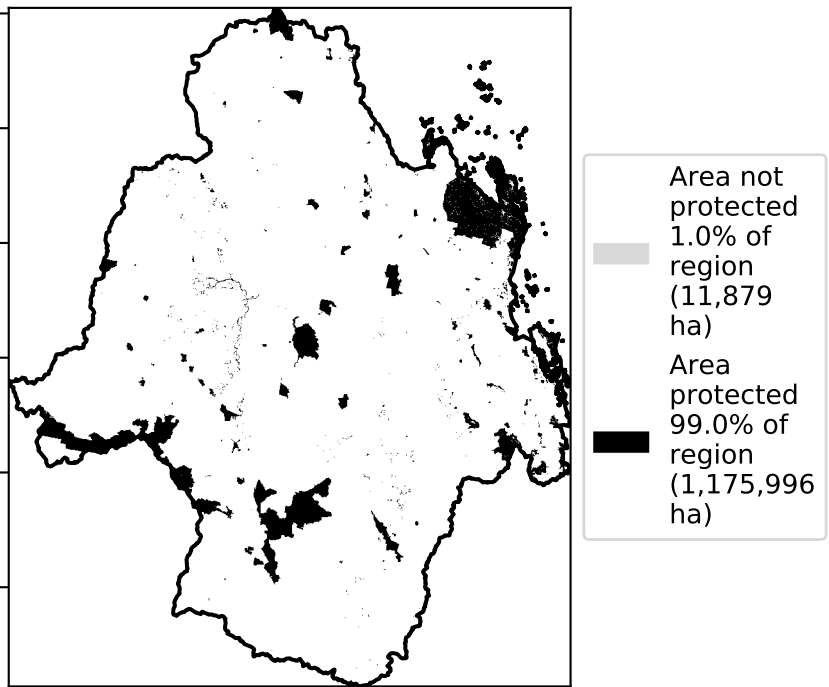 Area not
protected
1.0% of
region
(11,879
ha)
Area
protected
99.0% of
region
(1,175,996
ha)